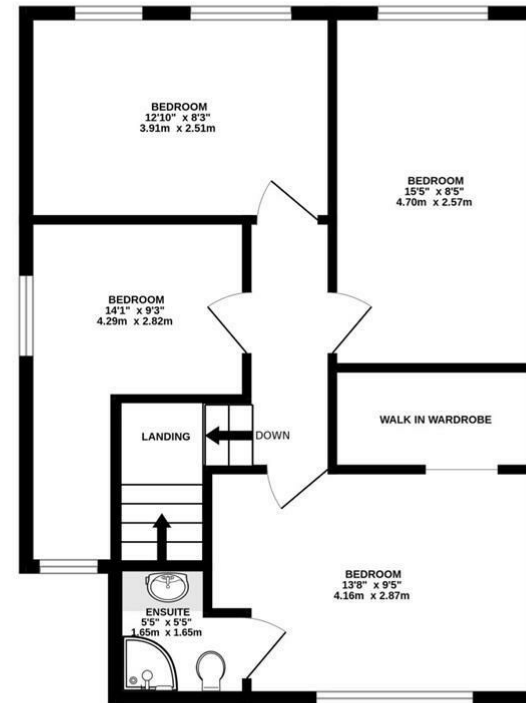 BEDROOM
12'10" x 8'3"
3.91m x 2.51m
BEDROOM
15'5" x 8'5"
4.70m x 2.57m
BEDROOM
14'1" x 9'3"
4.29m x 2.82m
WALK IN WARDROBE
LANDING
DOWN
BEDROOM
13'8" x 9'5"
4.16m x 2.87m
ENSUITE
5'5" x 5'5"
1.65m x 1.65m